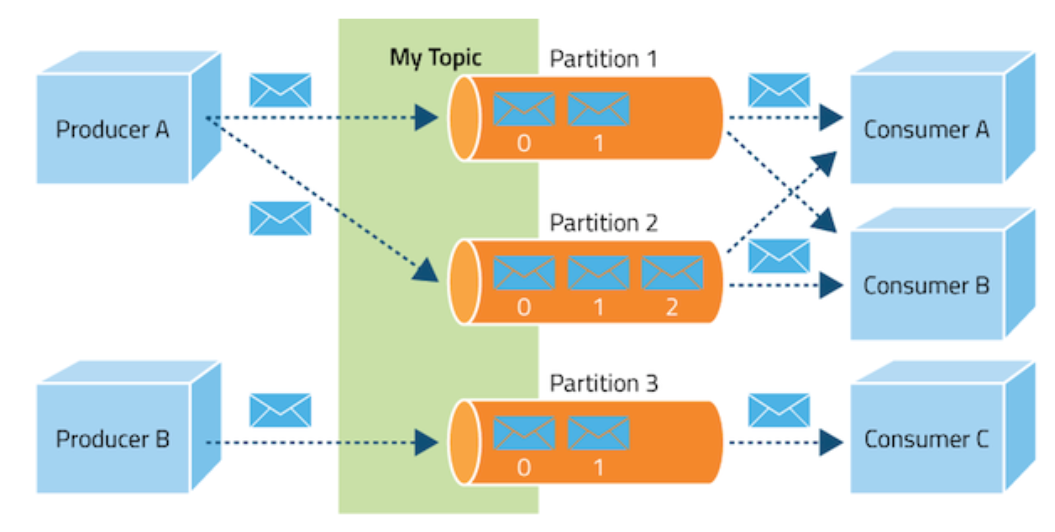 My Topic
Partition 1
Producer A
0 1
Consumer A
Partition 2
0 1 2
Consumer B
Partition 3
Producer B
0 1
Consumer C